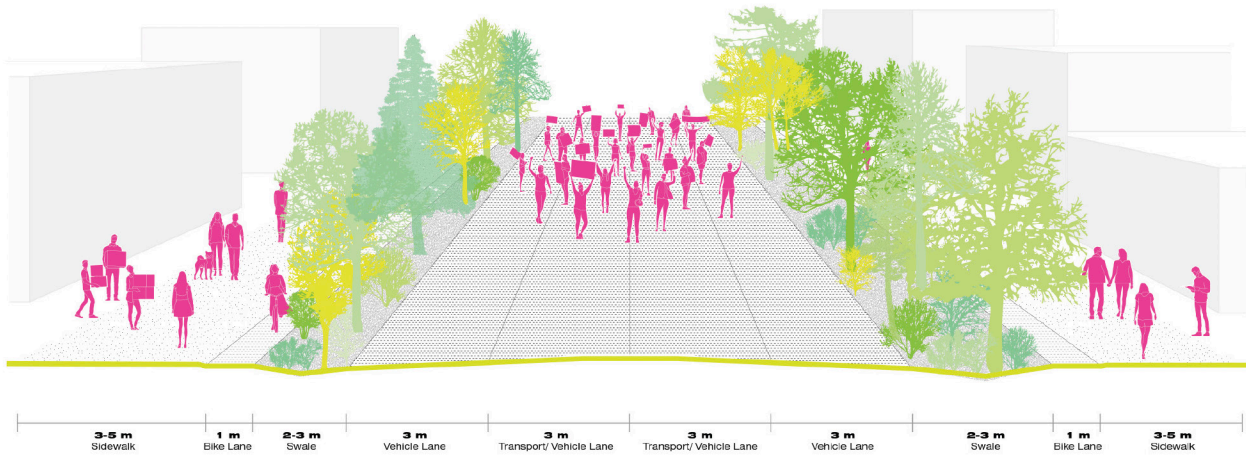 3-5 m
Sidewalk
1 m
Bike Lane
2-3 m
Swale
3 m
Vehicle Lane
3 m
Transport/ Vehicle Lane
3 m
Transport/ Vehicle Lane
3 m
Vehicle Lane
2-3 m
Swale
1 m
Bike Lane
3-5 m
Sidewalk